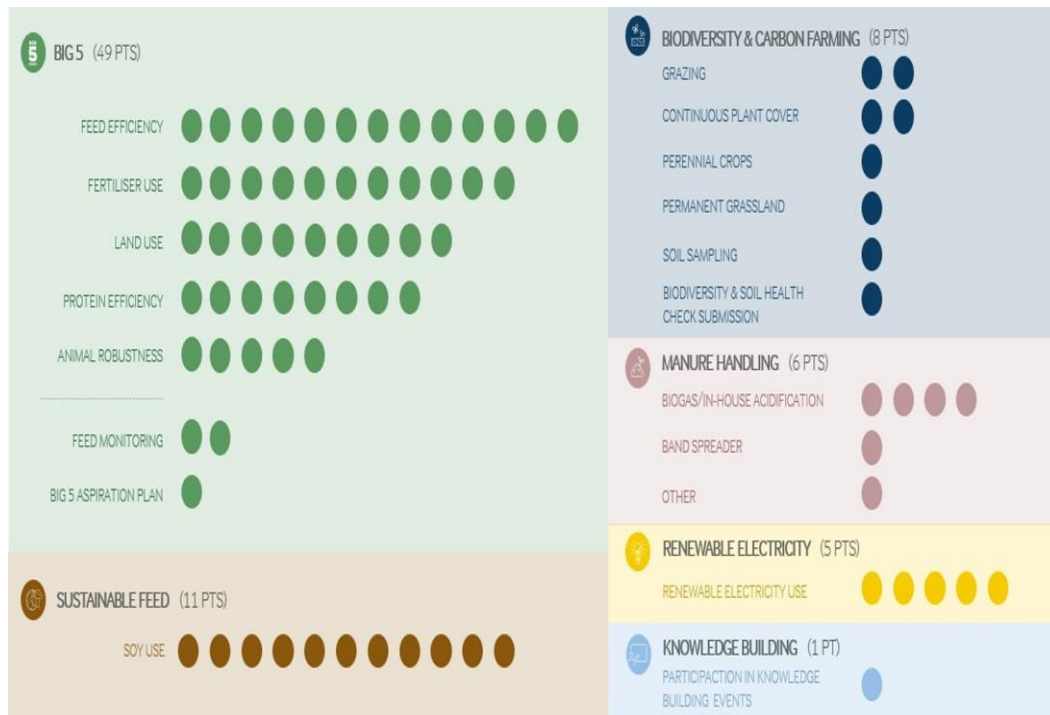 5 BIG 5 (49 PTS)
FEED EFFICIENCY
FERTILISER USE
LAND USE
PROTEIN EFFICIENCY
ANIMAL ROBUSTNESS
FEED MONITORING
BIG 5 ASPIRATION PLAN
SUSTAINABLE FEED (11 PTS)
SOY USE
BIODIVERSITY & CARBON FARMING (8 PTS)
GRAZING
CONTINUOUS PLANT COVER
PERENNIAL CROPS
PERMANENT GRASSLAND
SOIL SAMPLING
BIODIVERSITY & SOIL HEALTH
CHECK SUBMISSION
MANURE HANDLING (6 PTS)
BIOGAS/IN-HOUSE ACIDIFICATION
BAND SPREADER
OTHER
RENEWABLE ELECTRICITY (5 PTS)
RENEWABLE ELECTRICITY USE
KNOWLEDGE BUILDING (1 PT)
PARTICIPACTION IN KNOWLEDGE
BUILDING EVENTS